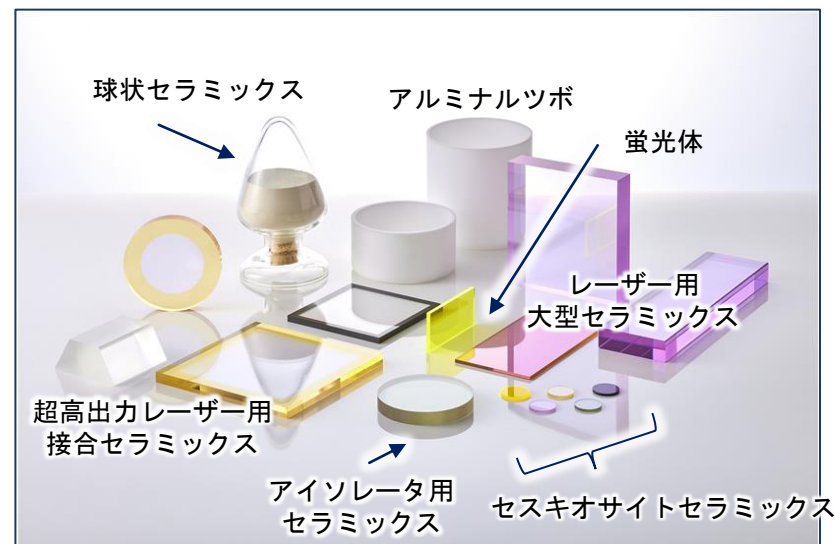 球状セラミックス
アルミナルツボ
蛍光体
レーザー用
大型セラミックス
超高出力レーザー用
接合セラミックス
アイソレータ用
セラミックス
セスキオサイトセラミックス